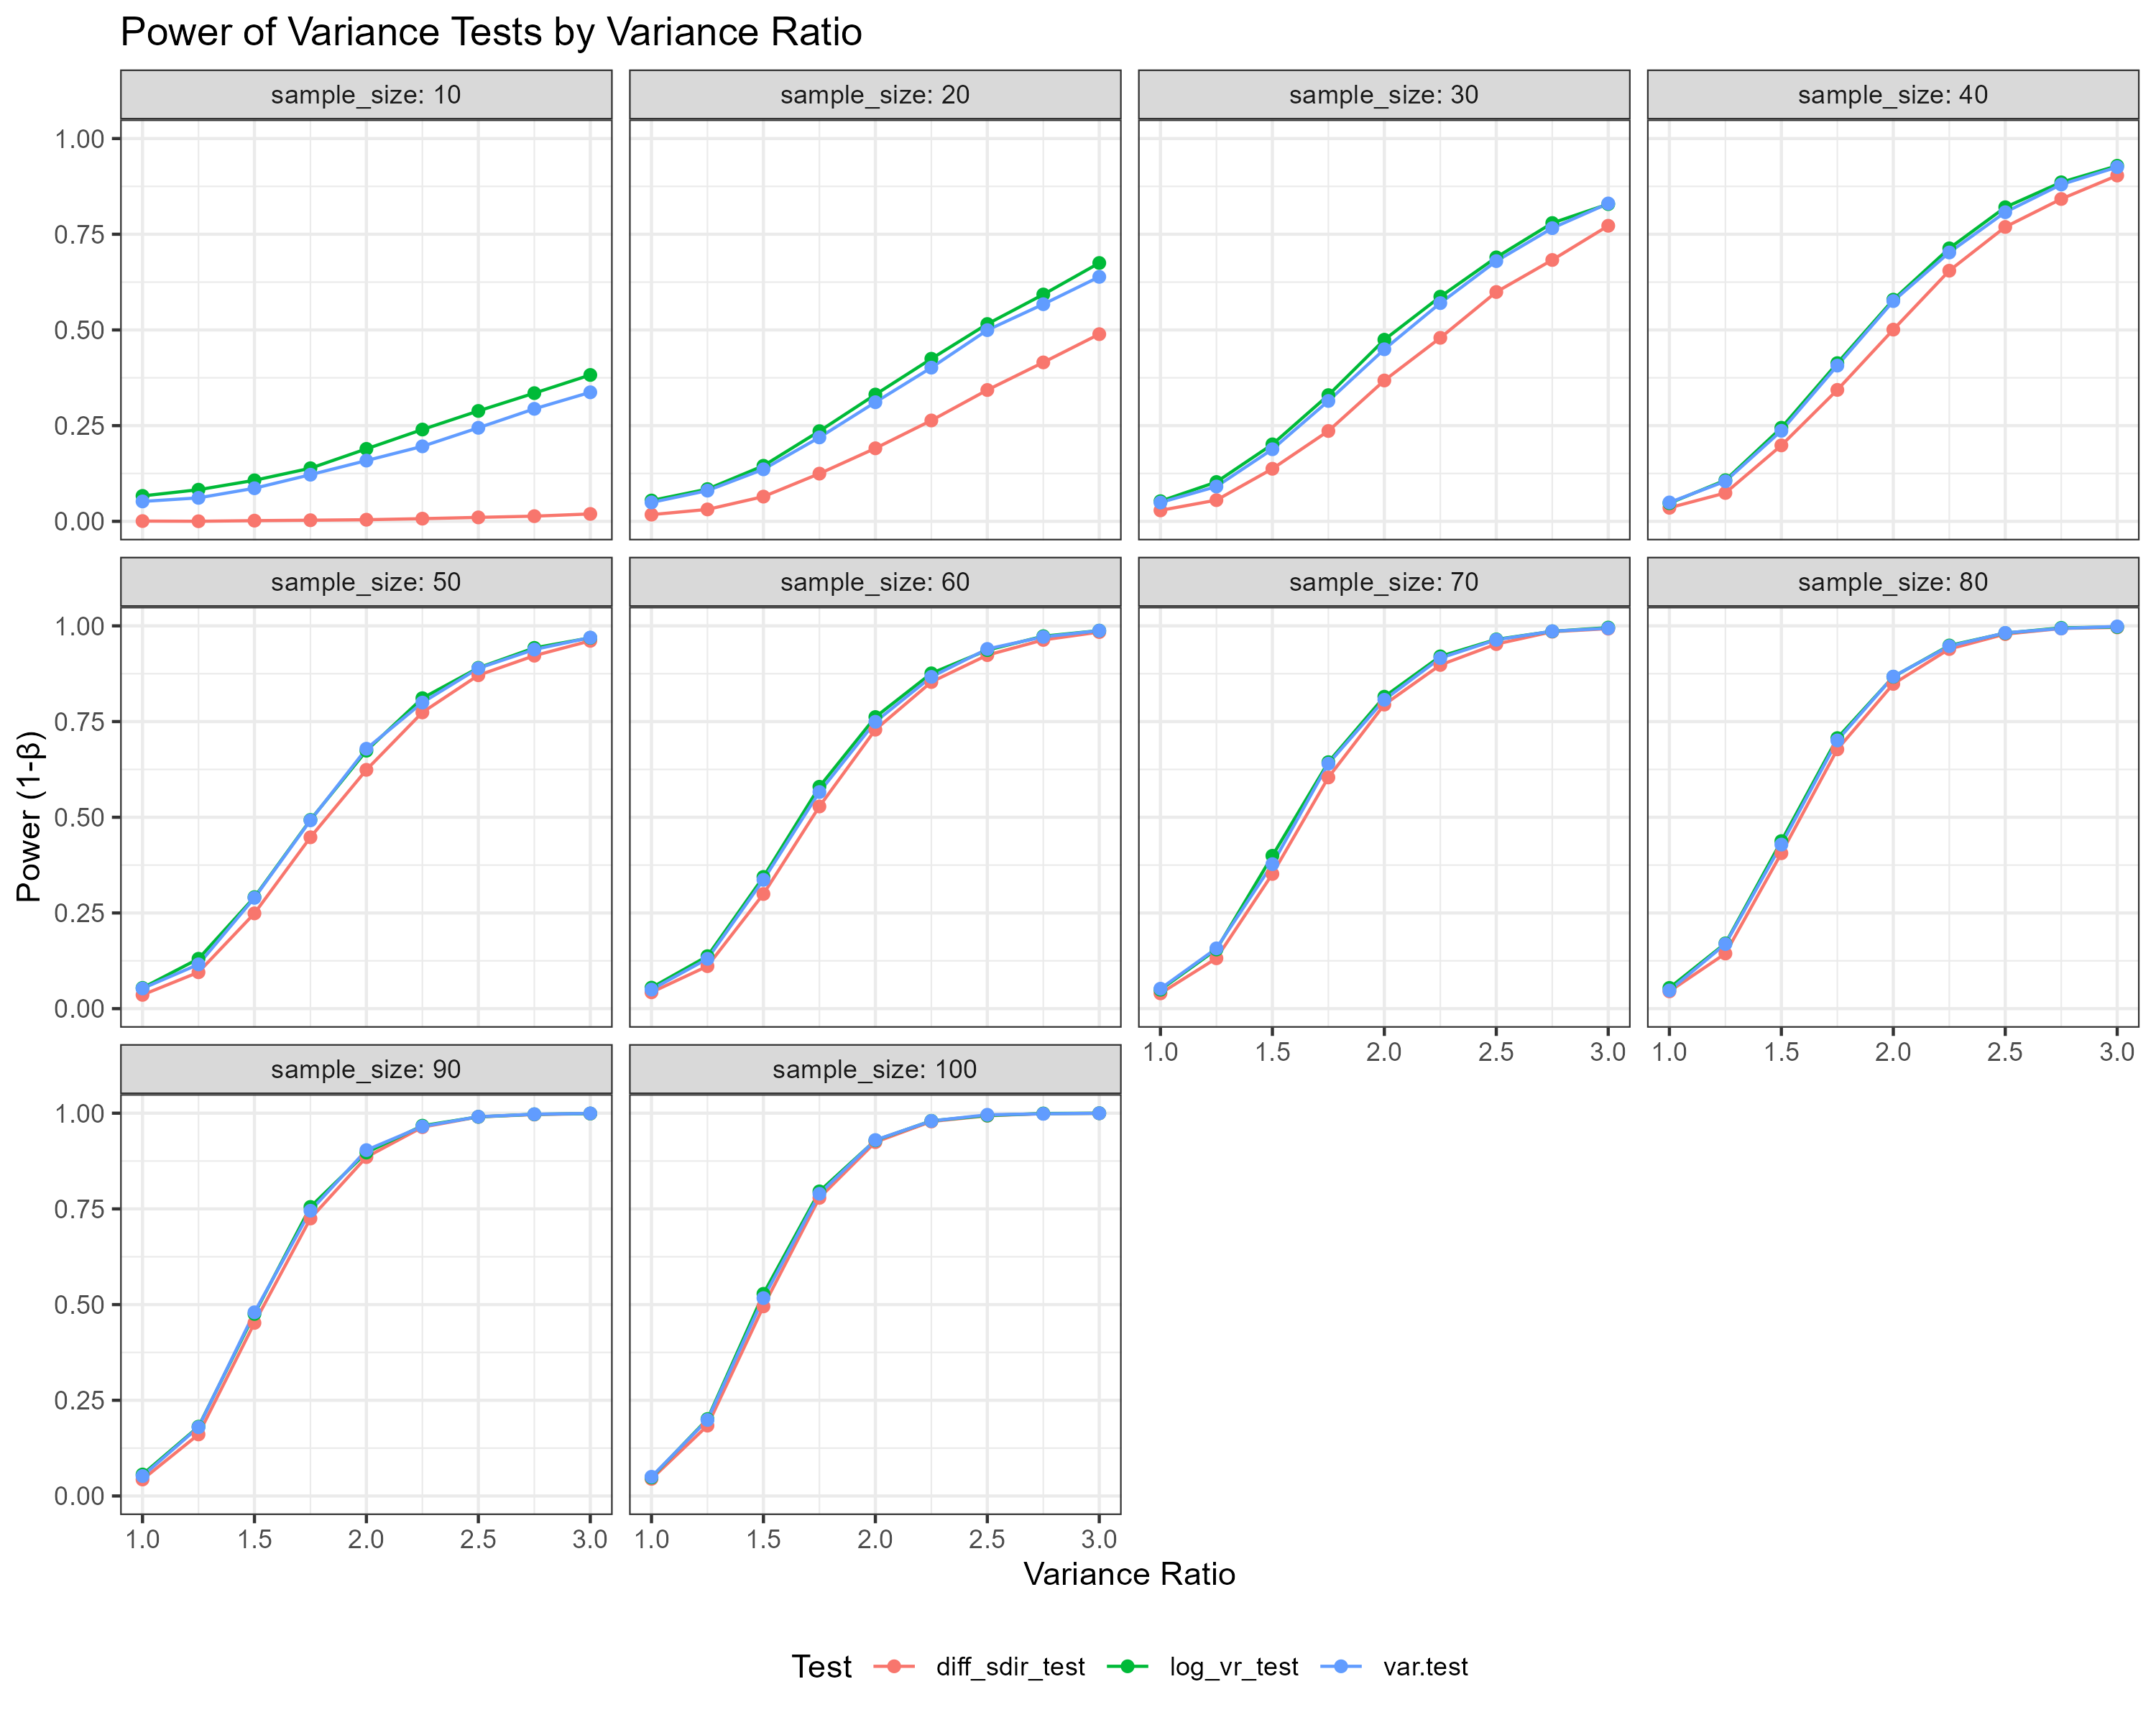 Power of Variance Tests by Variance Ratio
sample_size: 10
sample_size: 20
sample_size: 30
sample_size: 40
1.00
0.75
0.50
0.25
0.00
sample_size: 50
sample_size: 60
sample_size: 70
sample_size: 80
1.00
0.75
0.50
0.25
0.00
1.0 1.5 2.0 2.5 3.0
1.0 1.5 2.0 2.5 3.0
sample_size: 90
sample_size: 100
1.00
0.75
0.50
0.25
0.00
1.0 1.5 2.0 2.5 3.0
1.0 1.5 2.0 2.5 3.0
Power (1-β)
Variance Ratio
Test diff_sdir_test log_vr_test var.test